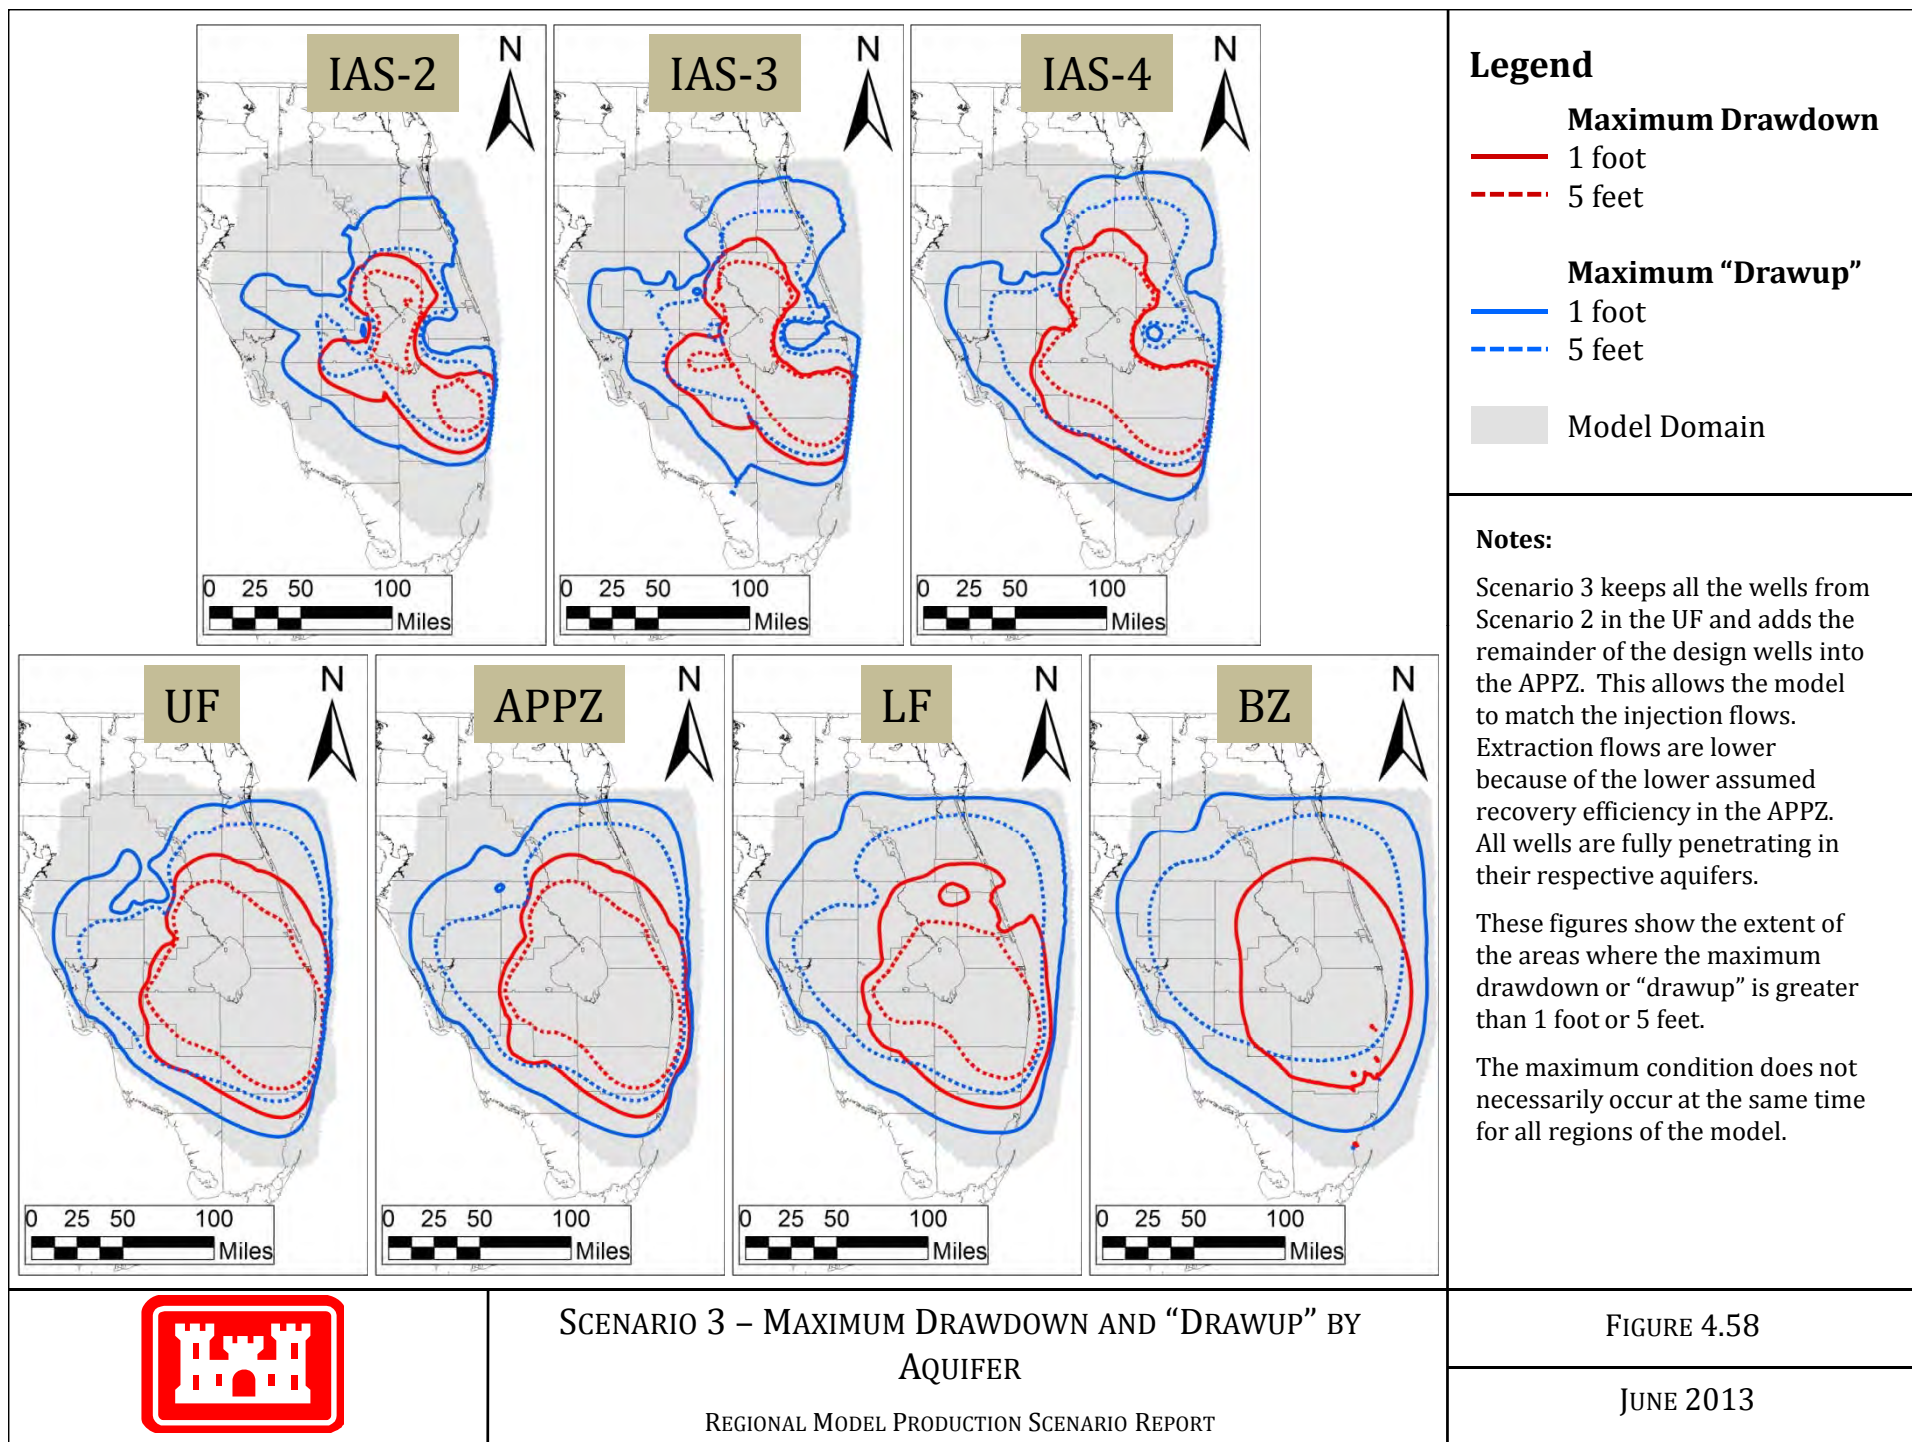 IAS-2
N
0 25 50 100
Miles
IAS-3
N
0 25 50 100
Miles
IAS-4
N
0 25 50 100
Miles
UF
N
0 25 50 100
Miles
APPZ
N
0 25 50 100
Miles
LF
N
0 25 50 100
Miles
BZ
N
0 25 50 100
Miles
Legend
Maximum Drawdown
1 foot
5 feet
Maximum “Drawup”
1 foot
5 feet
Model Domain
Notes:
Scenario 3 keeps all the wells from
Scenario 2 in the UF and adds the
remainder of the design wells into
the APPZ. This allows the model
to match the injection flows.
Extraction flows are lower
because of the lower assumed
recovery efficiency in the APPZ.
All wells are fully penetrating in
their respective aquifers.
These figures show the extent of
the areas where the maximum
drawdown or “drawup” is greater
than 1 foot or 5 feet.
The maximum condition does not
necessarily occur at the same time
for all regions of the model.
SCENARIO 3 – MAXIMUM DRAWDOWN AND “DRAWUP” BY
AQUIFER
REGIONAL MODEL PRODUCTION SCENARIO REPORT
FIGURE 4.58
JUNE 2013